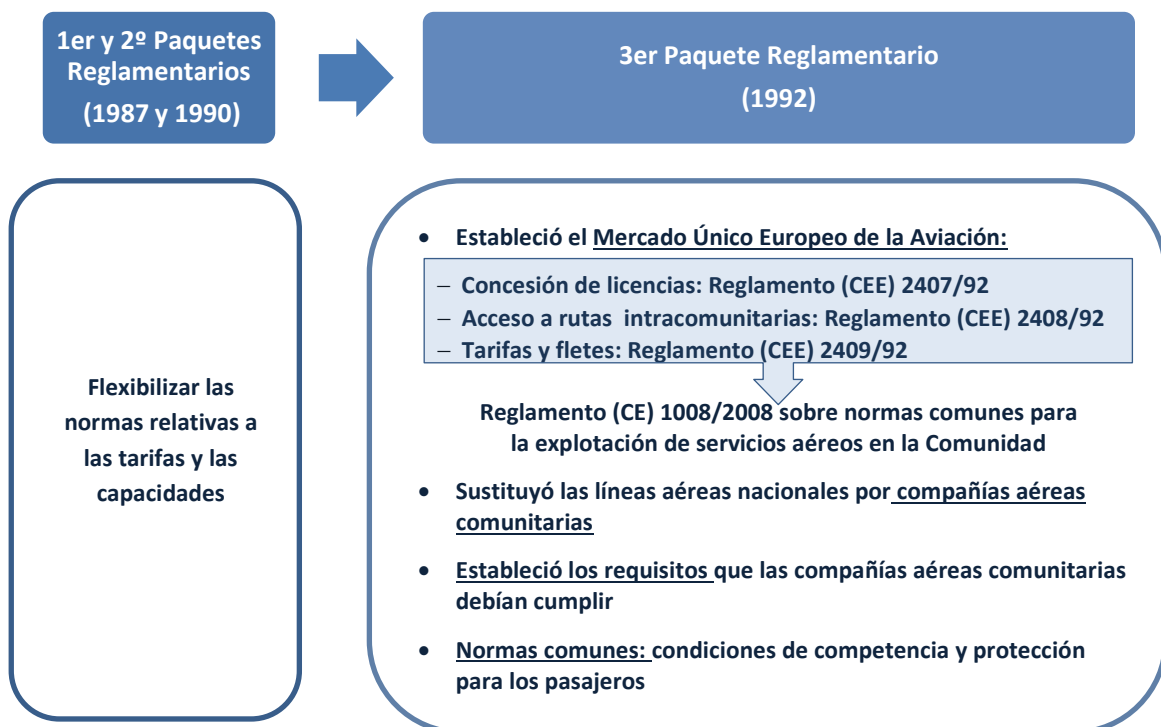 1er y 2º Paquetes
Reglamentarios
(1987 y 1990)
3er Paquete Reglamentario
(1992)
Flexibilizar las
normas relativas a
las tarifas y las
capacidades
• Estableció el Mercado Único Europeo de la Aviación:
– Concesión de licencias: Reglamento (CEE) 2407/92
– Acceso a rutas intracomunitarias: Reglamento (CEE) 2408/92
– Tarifas y fletes: Reglamento (CEE) 2409/92
Reglamento (CE) 1008/2008 sobre normas comunes para
la explotación de servicios aéreos en la Comunidad
• Sustituyó las líneas aéreas nacionales por compañías aéreas
comunitarias
• Estableció los requisitos que las compañías aéreas comunitarias
debían cumplir
• Normas comunes: condiciones de competencia y protección
para los pasajeros